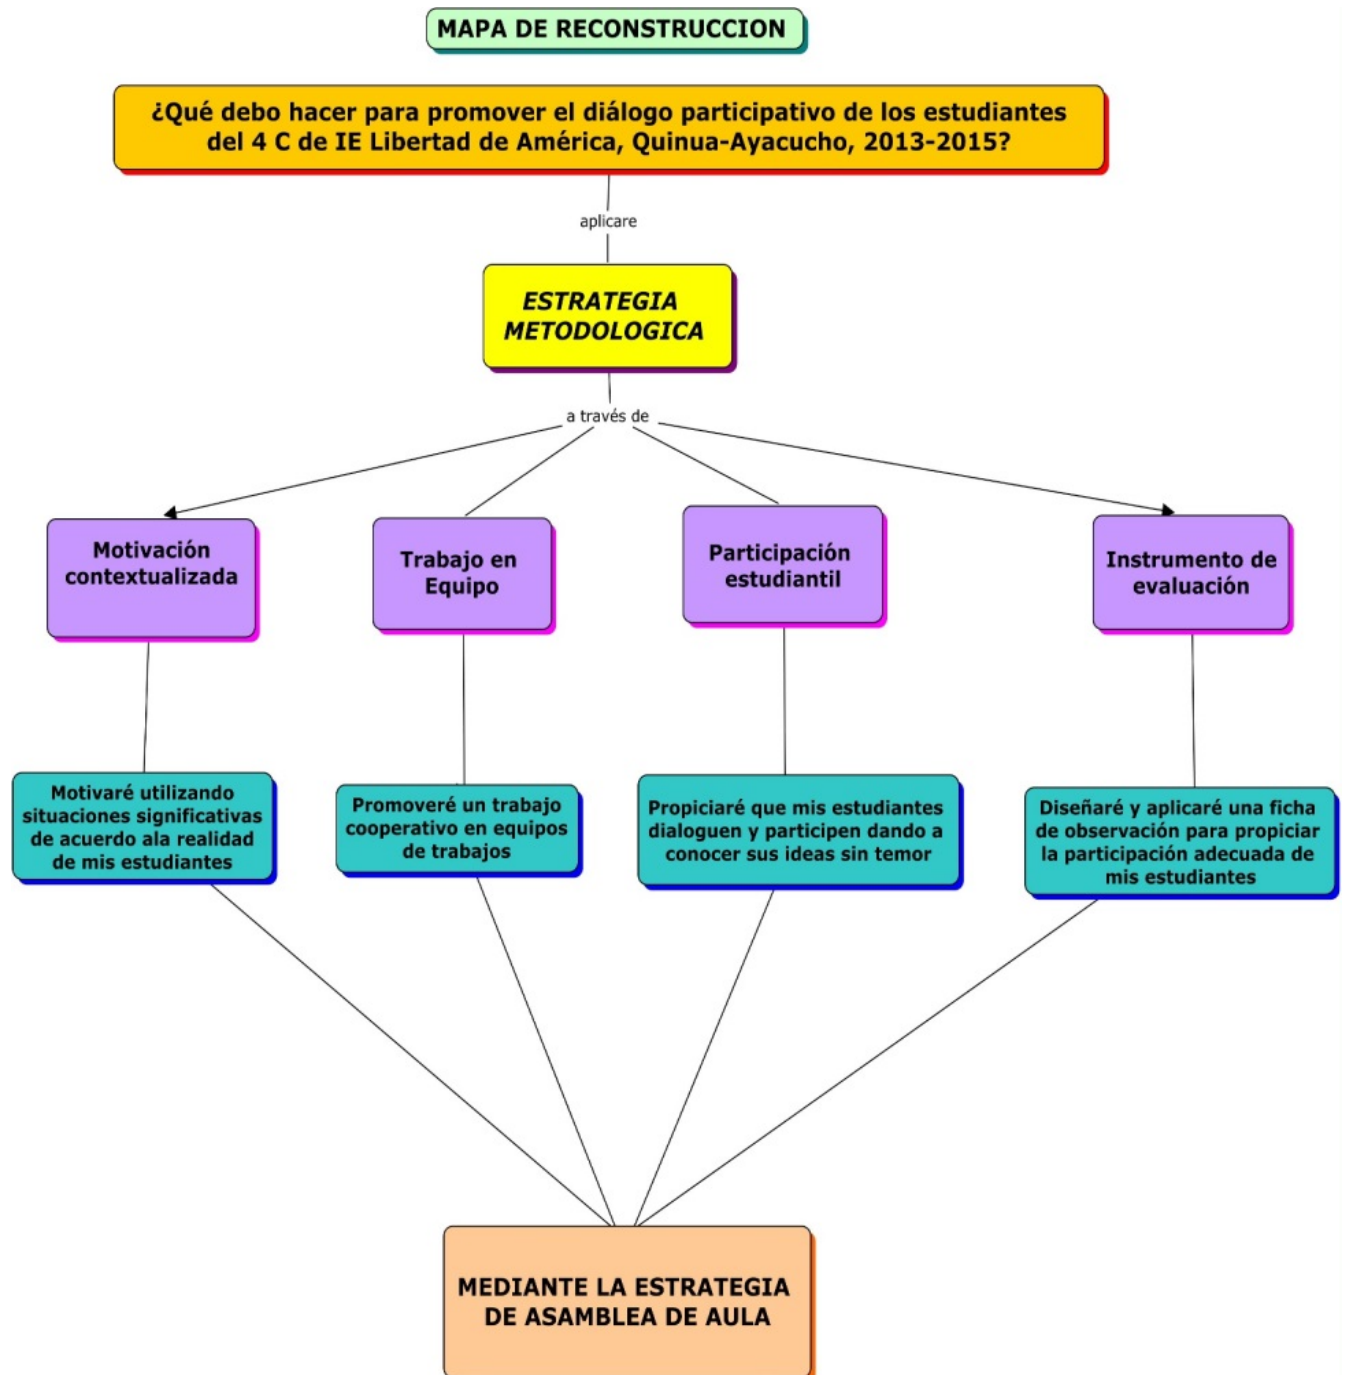 MAPA DE RECONSTRUCCION
¿Qué debo hacer para promover el diálogo participativo de los estudiantes
del 4 C de IE Libertad de América, Quinua-Ayacucho, 2013-2015?
aplicare
ESTRATEGIA
METODOLOGICA
a través de
Motivación
contextualizada
Trabajo en
Equipo
Participación
estudiantil
Instrumento de
evaluación
Motivaré utilizando
situaciones significativas
de acuerdo ala realidad
de mis estudiantes
Promoveré un trabajo
cooperativo en equipos
de trabajos
Propiciaré que mis estudiantes
dialoguen y participen dando a
conocer sus ideas sin temor
Diseñaré y aplicaré una ficha
de observación para propiciar
la participación adecuada de
mis estudiantes
MEDIANTE LA ESTRATEGIA
DE ASAMBLEA DE AULA